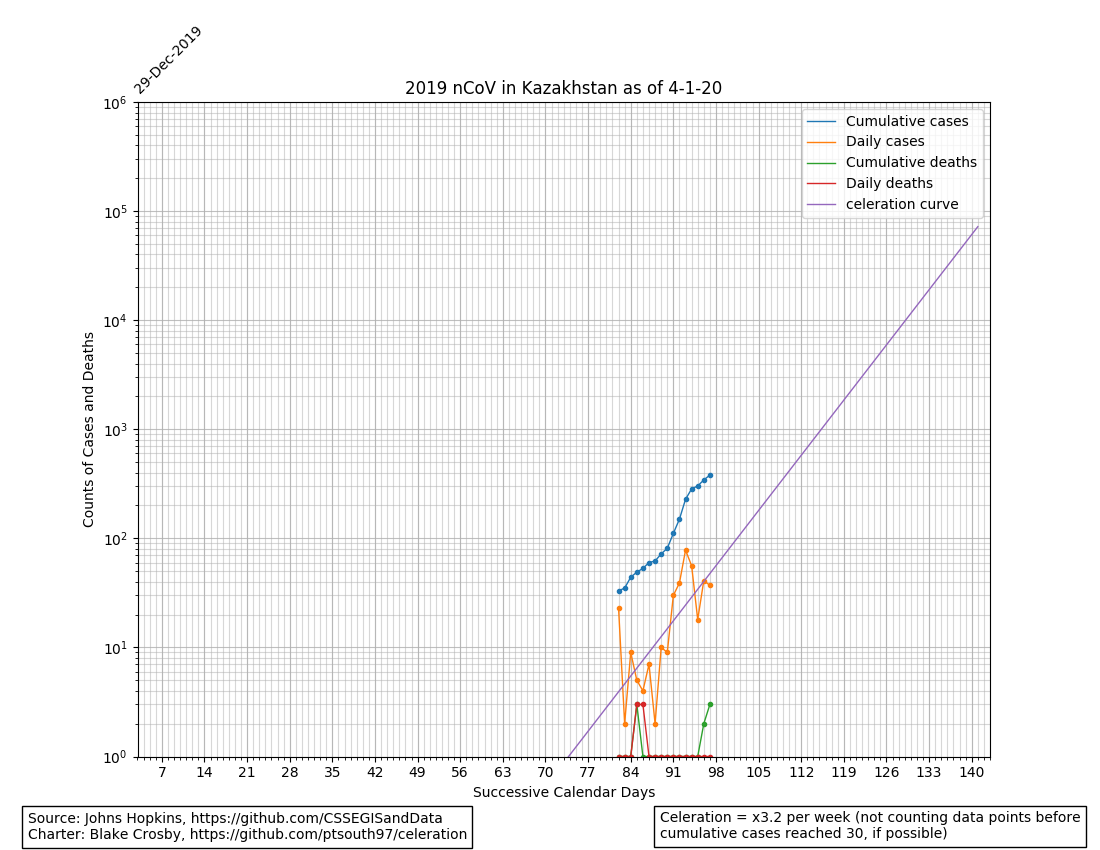 29-Dec-2019
2019 nCoV in Kazakhstan as of 4-1-20
Cumulative cases
Daily cases
Cumulative deaths
Daily deaths
celeration curve
10^6
10^5
10^4
10^3
10^2
10^1
10^0
Counts of Cases and Deaths
7 14 21 28 35 42 49 56 63 70 77 84 91 98 105 112 119 126 133 140
Successive Calendar Days
Source: Johns Hopkins, https://github.com/CSSEGISandData
Charter: Blake Crosby, https://github.com/ptsouth97/celeration
Celeration = x3.2 per week (not counting data points before
cumulative cases reached 30, if possible)